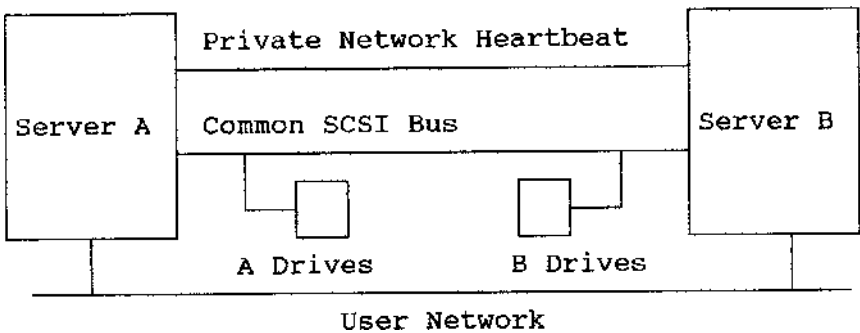 Private Network Heartbeat
Server A
Common SCSI Bus
Server B
A Drives
B Drives
User Network